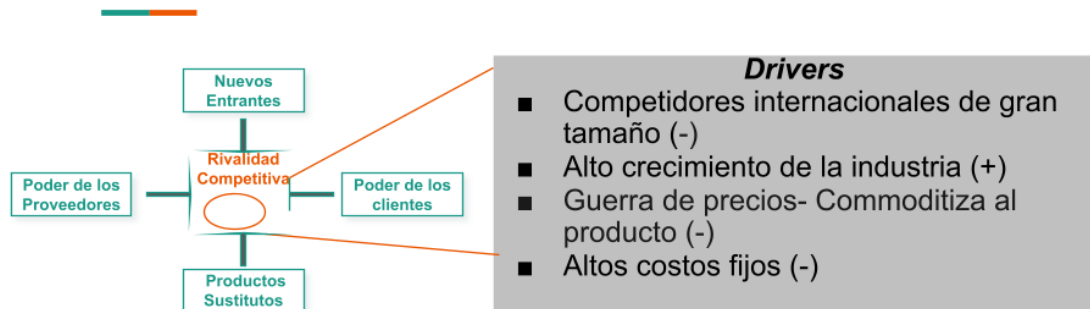 Nuevos
Entrantes
Rivalidad
Competitiva
Poder de los
Proveedores
Poder de los
clientes
Productos
Sustitutos
Drivers
■ Competidores internacionales de gran
tamaño (-)
■ Alto crecimiento de la industria (+)
■ Guerra de precios- Commoditiza al
producto (-)
■ Altos costos fijos (-)